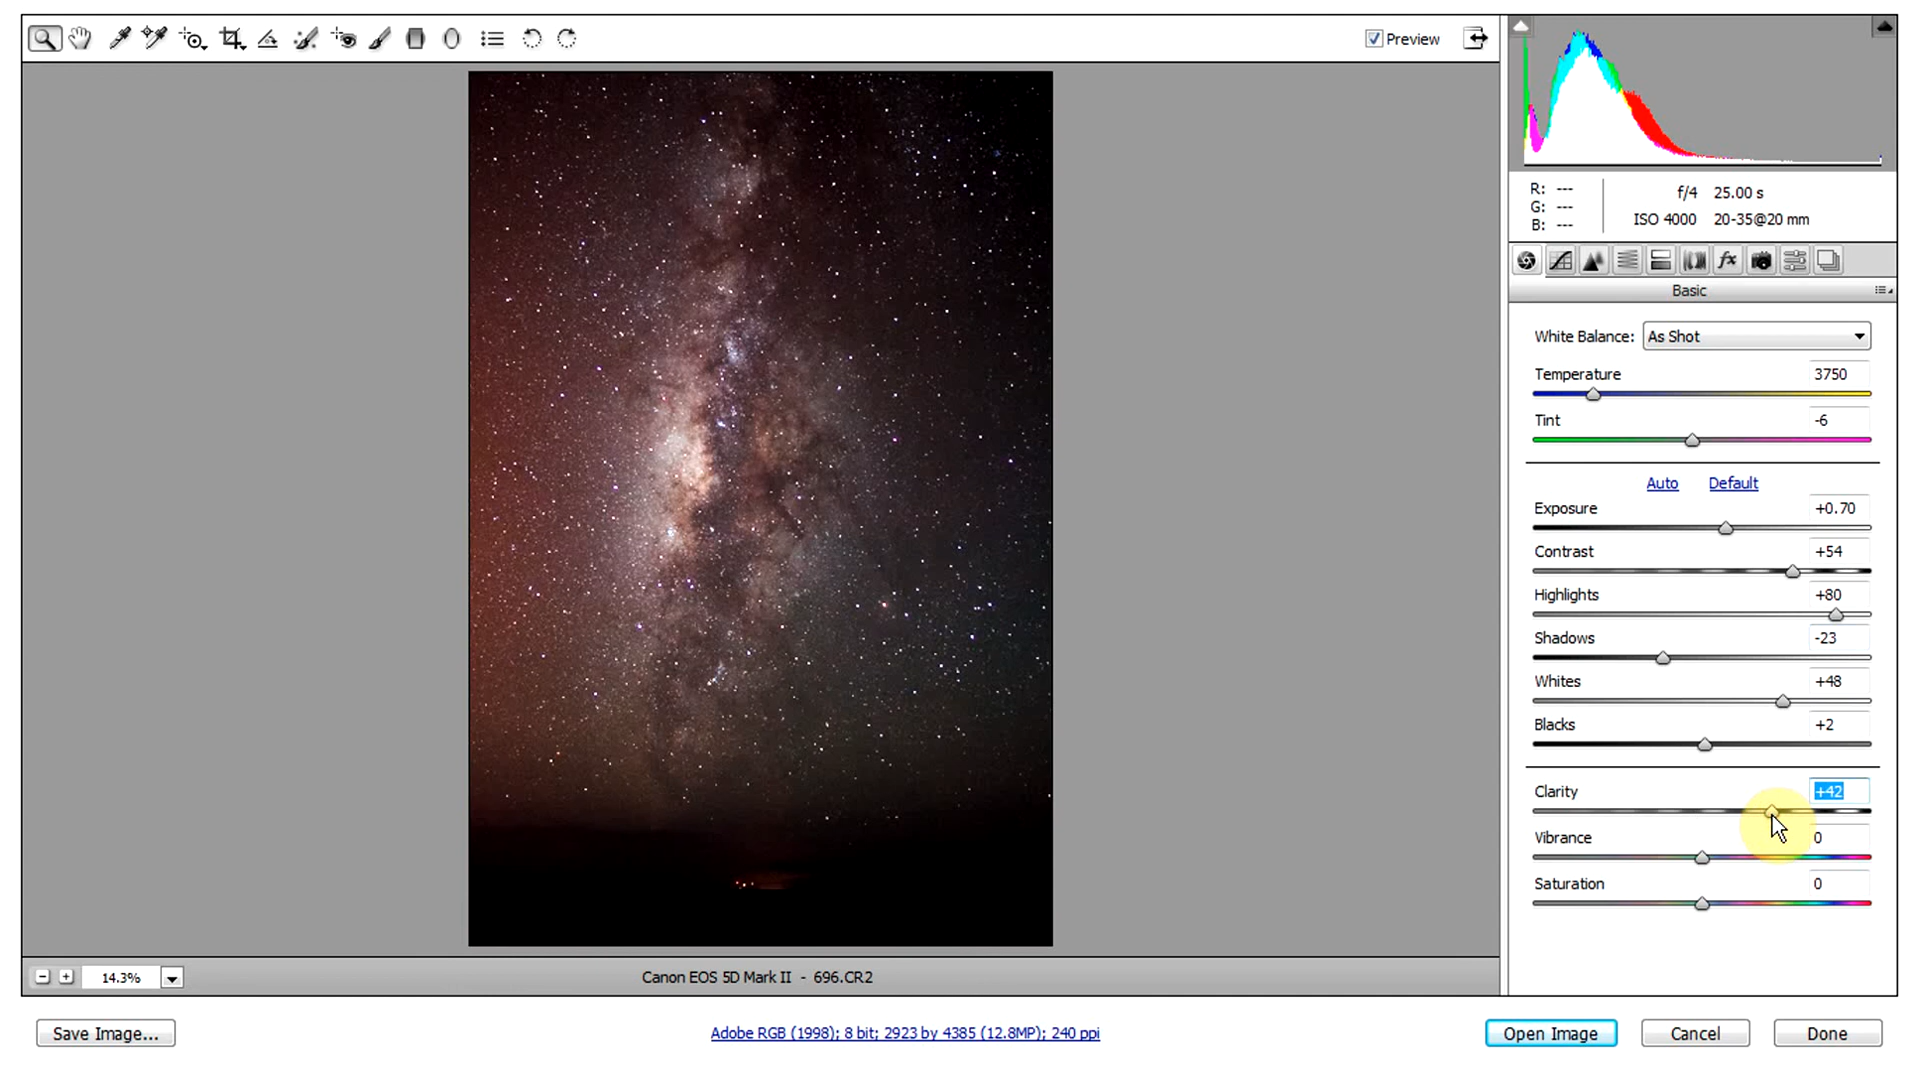 Preview
R: ---
G: ---
B: ---
f/4 25.00 s
ISO 4000 20-35@20 mm
fx
Basic
White Balance: As Shot
Temperature 3750
Tint -6
Auto Default
Exposure +0.70
Contrast +54
Highlights +80
Shadows -23
Whites +48
Blacks +2
Clarity +42
Vibrance 0
Saturation 0
14.3% Canon EOS 5D Mark II - 696.CR2
Save Image... Adobe RGB (1998); 8 bit; 2923 by 4385 (12.8MP); 240 ppi Open Image Cancel Done